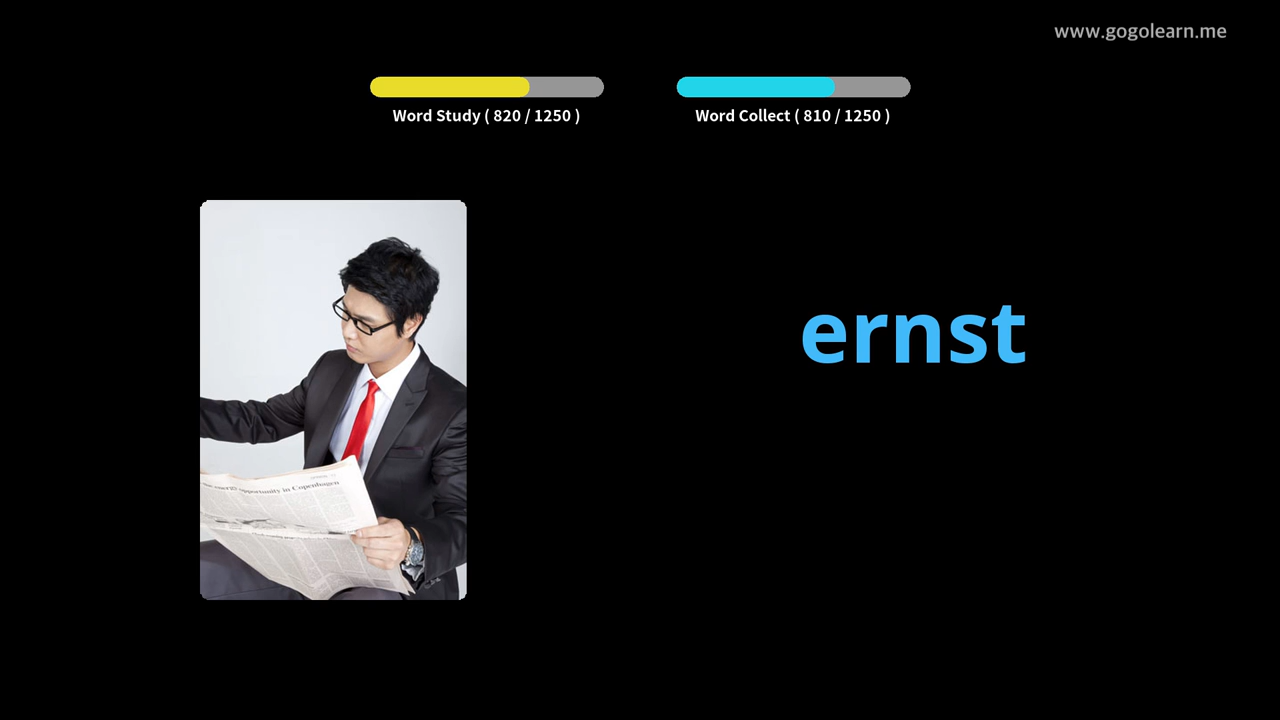 www.gogolearn.me
Word Study ( 820 / 1250 )
Word Collect ( 810 / 1250 )
ernst
opportunity in Copenhagen